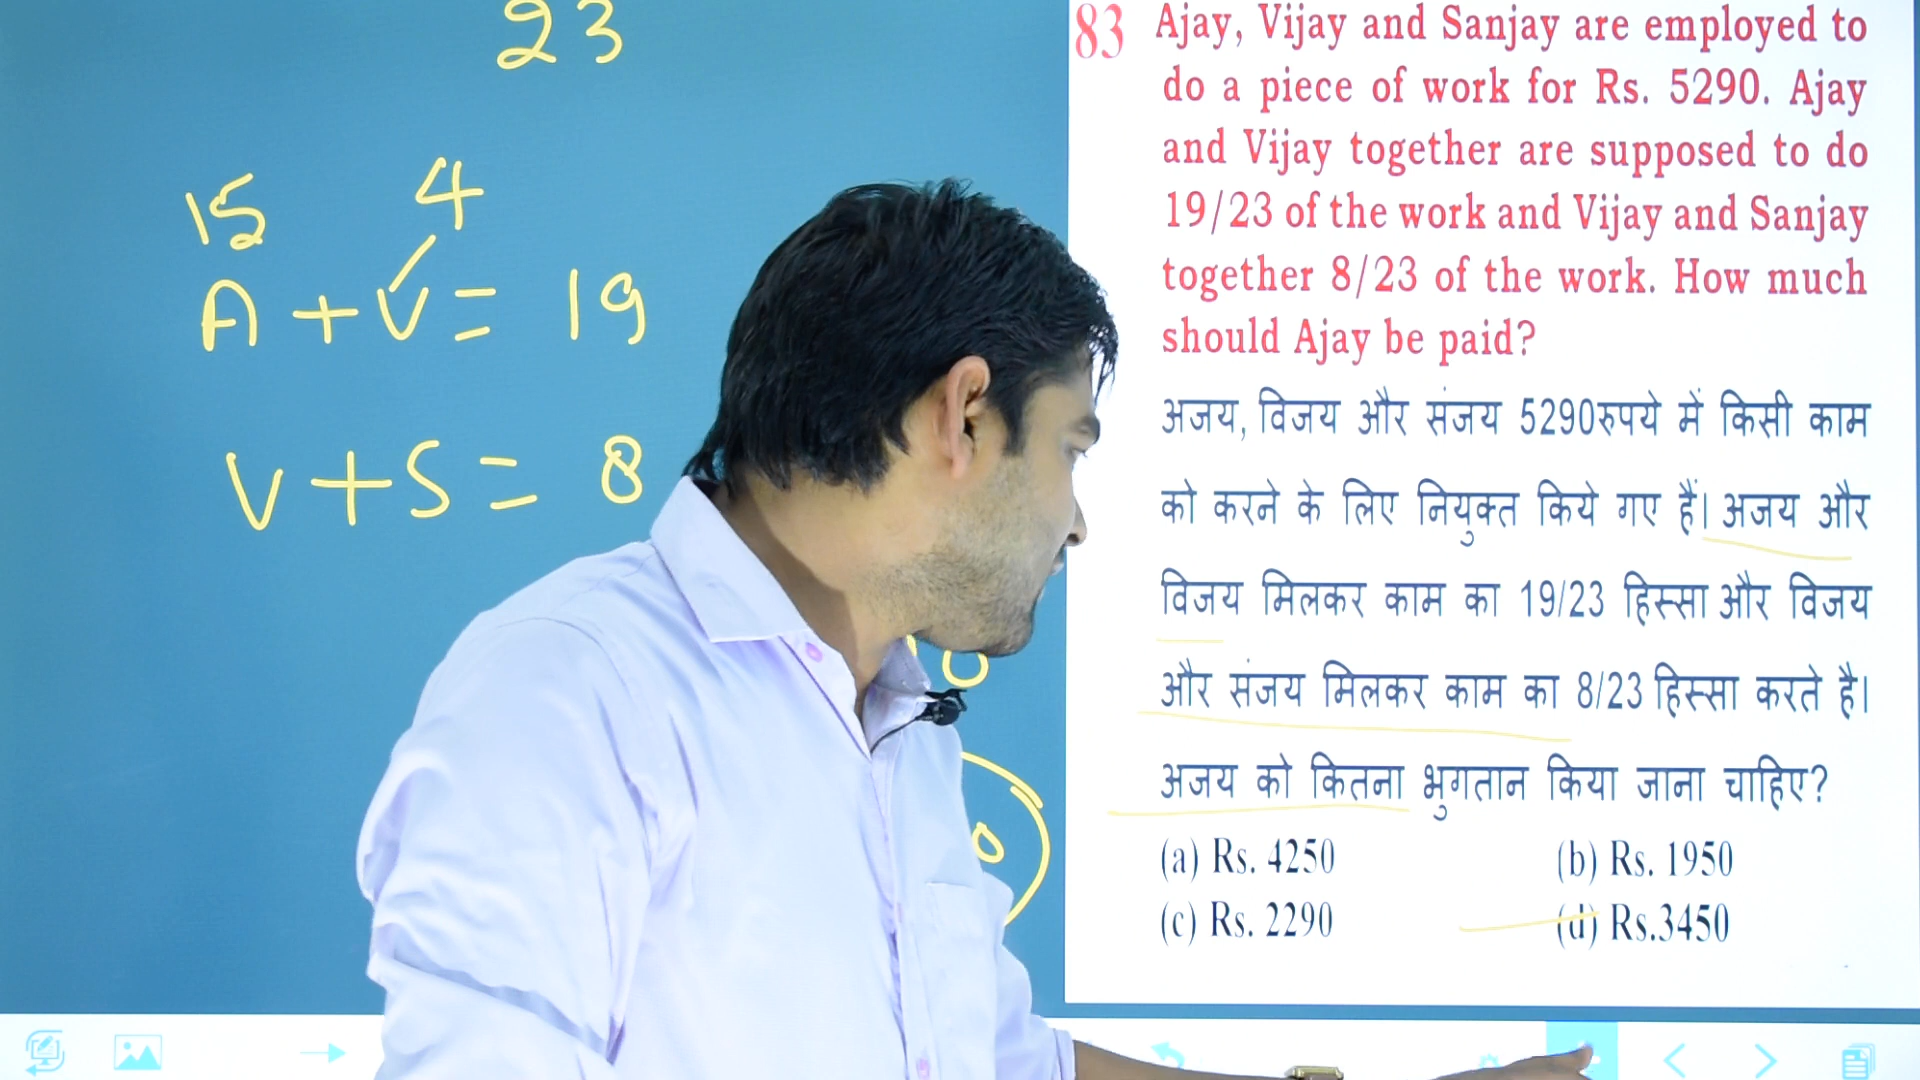 23
15 4
A + V = 19
V + S = 8
83 Ajay, Vijay and Sanjay are employed to
do a piece of work for Rs. 5290. Ajay
and Vijay together are supposed to do
19/23 of the work and Vijay and Sanjay
together 8/23 of the work. How much
should Ajay be paid?
अजय, विजय और संजय 5290रुपये में किसी काम
को करने के लिए नियुक्त किये गए हैं। अजय और
विजय मिलकर काम का 19/23 हिस्सा और विजय
और संजय मिलकर काम का 8/23 हिस्सा करते है।
अजय को कितना भुगतान किया जाना चाहिए?
(a) Rs. 4250 (b) Rs. 1950
(c) Rs. 2290 (d) Rs.3450